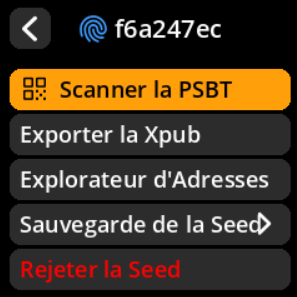 f6a247ec
Scanner la PSBT
Exporter la Xpub
Explorateur d'Adresses
Sauvegarde de la Seed
Rejeter la Seed